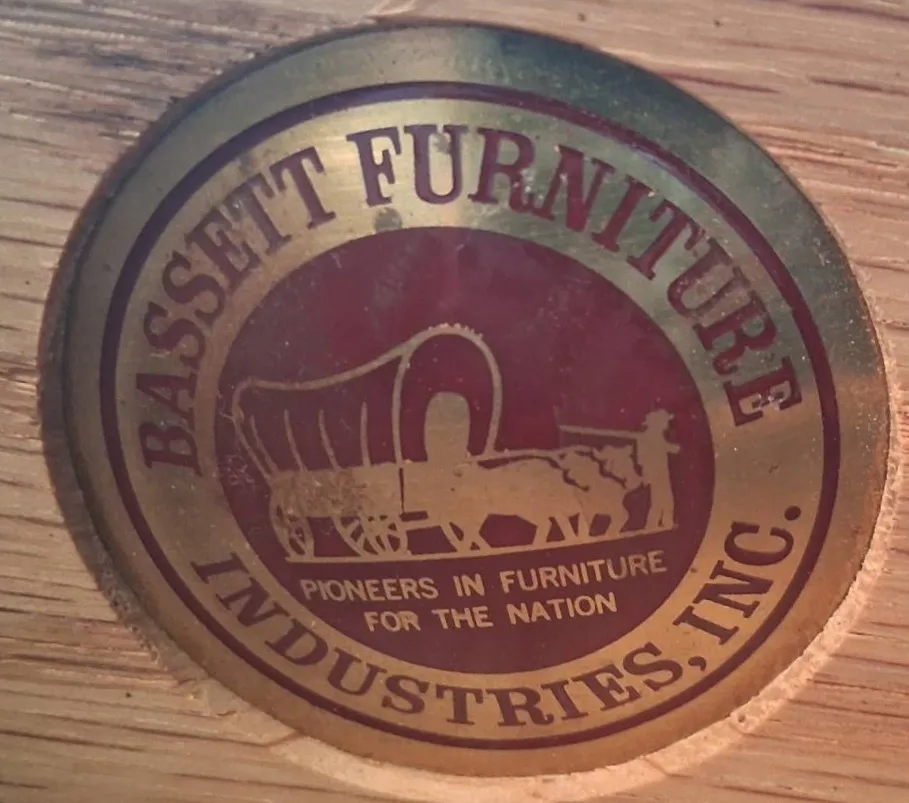 BASSETT FURNITURE
INDUSTRIES, INC.
PIONEERS IN FURNITURE
FOR THE NATION